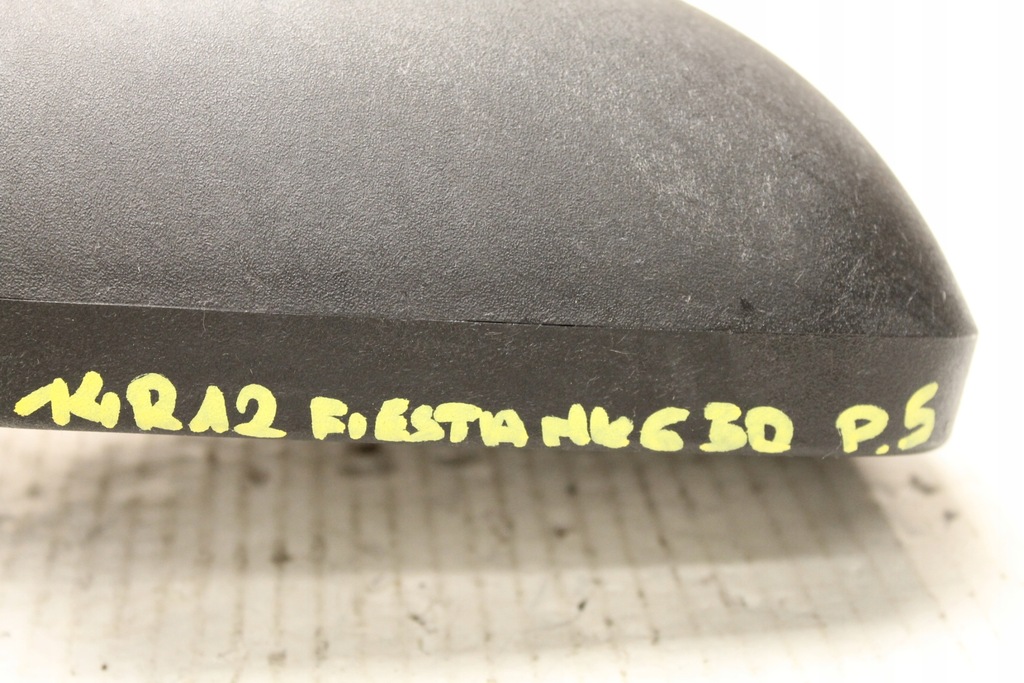 14R12 FIESTA MK6 3D P.S